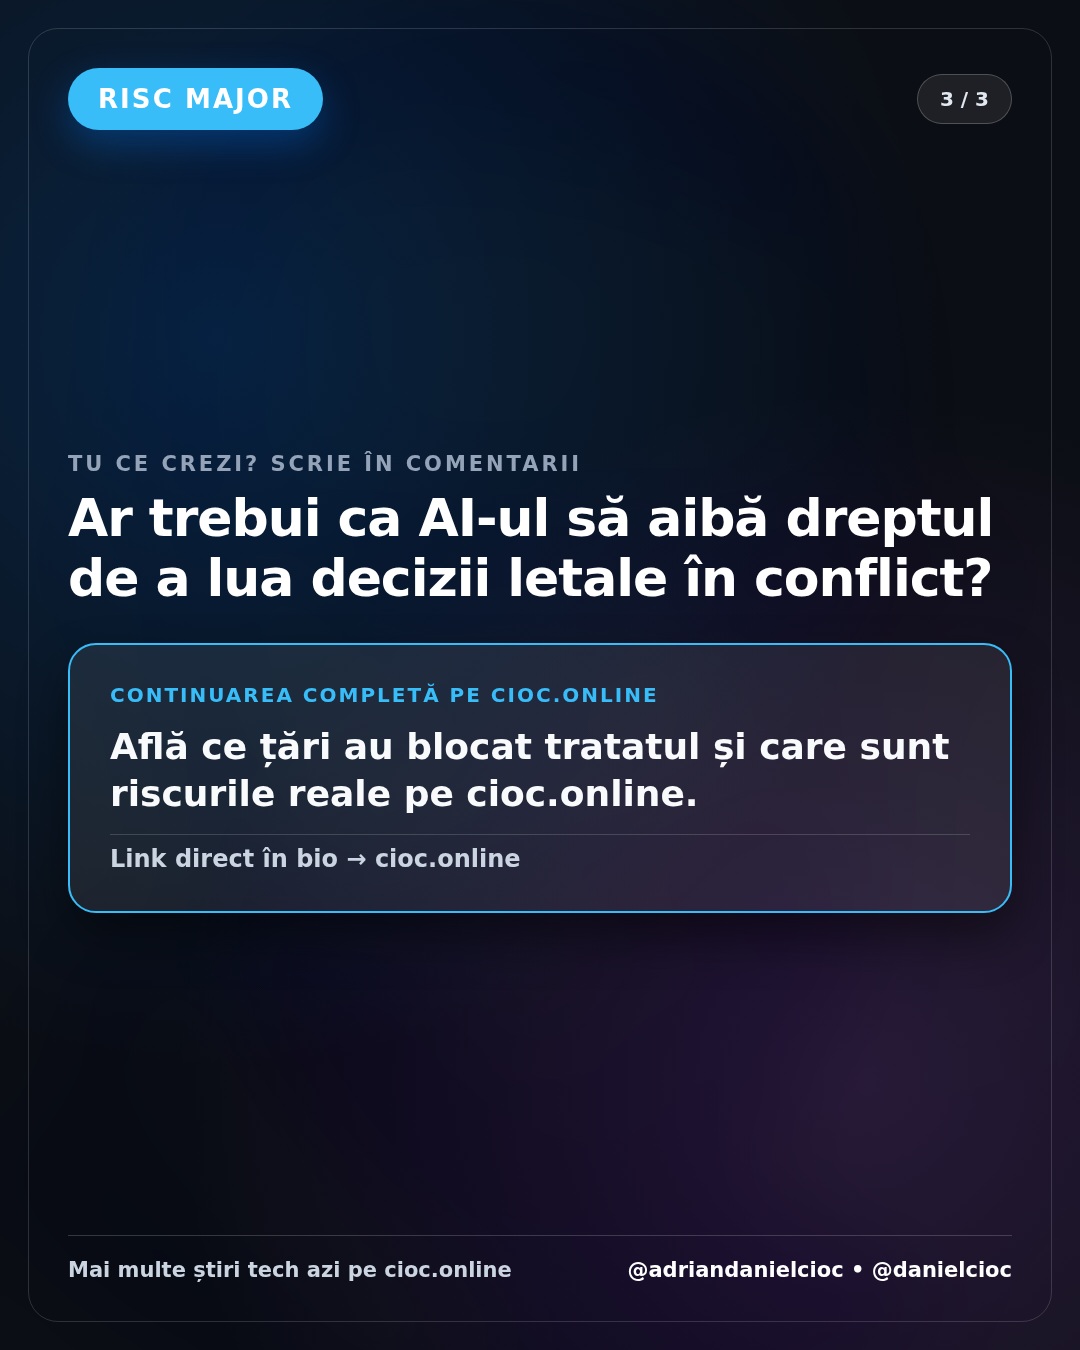 RISC MAJOR
3 / 3
TU CE CREZI? SCRIE ÎN COMENTARII
Ar trebui ca AI-ul să aibă dreptul
de a lua decizii letale în conflict?
CONTINUAREA COMPLETĂ PE CIOC.ONLINE
Află ce țări au blocat tratatul și care sunt
riscurile reale pe cioc.online.
Link direct în bio → cioc.online
Mai multe știri tech azi pe cioc.online
@adriandanielcioc • @danielcioc